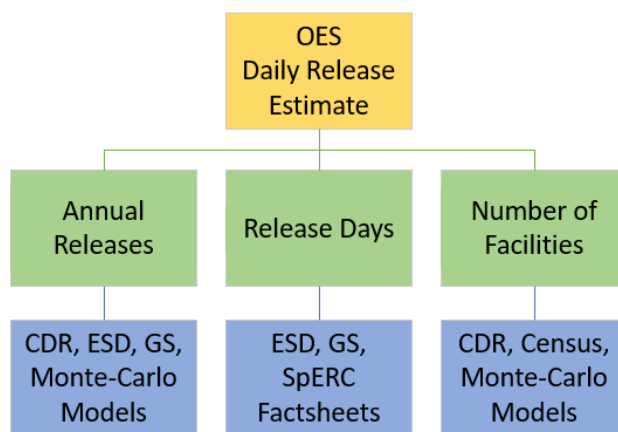 OES
Daily Release
Estimate
Annual
Releases
Release Days
Number of
Facilities
CDR, ESD, GS,
Monte-Carlo
Models
ESD, GS,
SpERC
Factsheets
CDR, Census,
Monte-Carlo
Models